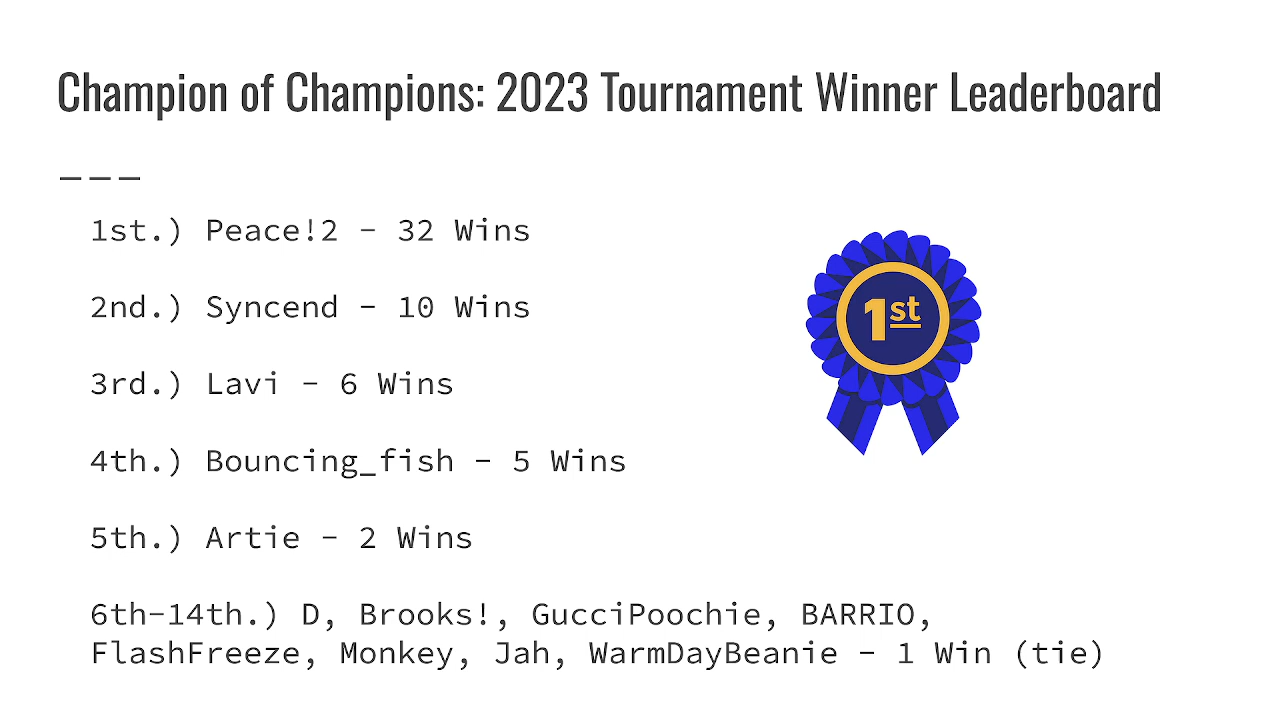 Champion of Champions: 2023 Tournament Winner Leaderboard
1st.) Peace!2 - 32 Wins
2nd.) Syncend - 10 Wins
3rd.) Lavi - 6 Wins
4th.) Bouncing_fish - 5 Wins
5th.) Artie - 2 Wins
6th-14th.) D, Brooks!, GucciPoochie, BARRIO,
FlashFreeze, Monkey, Jah, WarmDayBeanie - 1 Win (tie)
1st